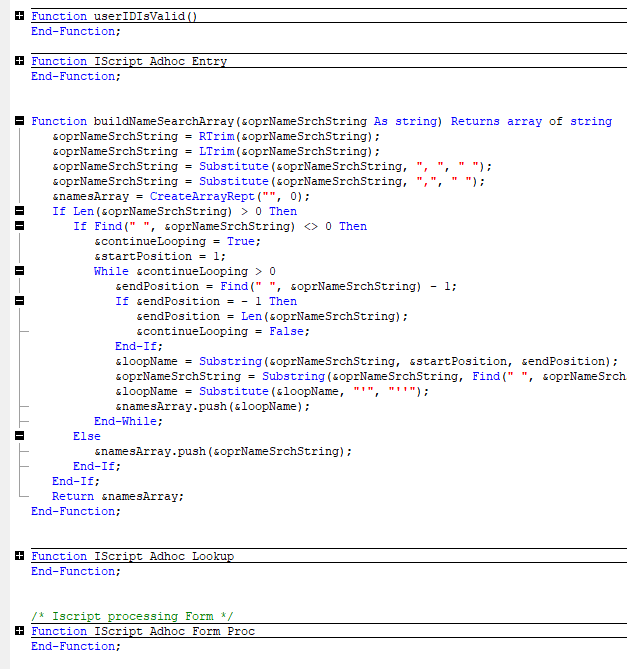 Function userIDIsValid()
End-Function;
Function IScript Adhoc Entry
End-Function;
Function buildNameSearchArray(&oprNameSrchString As string) Returns array of string
&oprNameSrchString = RTrim(&oprNameSrchString);
&oprNameSrchString = LTrim(&oprNameSrchString);
&oprNameSrchString = Substitute(&oprNameSrchString, ", ", " ");
&oprNameSrchString = Substitute(&oprNameSrchString, ",", " ");
&namesArray = CreateArrayRept("", 0);
If Len(&oprNameSrchString) > 0 Then
If Find(" ", &oprNameSrchString) <> 0 Then
&continueLooping = True;
&startPosition = 1;
While &continueLooping > 0
&endPosition = Find(" ", &oprNameSrchString) - 1;
If &endPosition = - 1 Then
&endPosition = Len(&oprNameSrchString);
&continueLooping = False;
End-If;
&loopName = Substring(&oprNameSrchString, &startPosition, &endPosition);
&oprNameSrchString = Substring(&oprNameSrchString, Find(" ", &oprNameSrch
&loopName = Substitute(&loopName, "'", "''");
&namesArray.push(&loopName);
End-While;
Else
&namesArray.push(&oprNameSrchString);
End-If;
End-If;
Return &namesArray;
End-Function;
Function IScript Adhoc Lookup
End-Function;
/* Iscript processing Form */
Function IScript Adhoc Form Proc
End-Function;